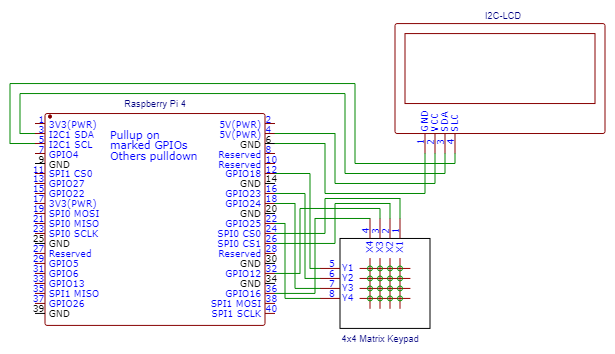 I2C-LCD
GND
VCC
SDA
SLC
1
2
3
4
Raspberry Pi 4
Pullup on
marked GPIOs
Others pulldown
1 3V3(PWR)
3 I2C1 SDA
5 I2C1 SCL
7 GPIO4
9 GND
11 SPI1 CS0
13 GPIO27
15 GPIO22
17 3V3(PWR)
19 SPI0 MOSI
21 SPI0 MISO
23 SPI0 SCLK
25 GND
27 Reserved
29 GPIO5
31 GPIO6
33 GPIO13
35 SPI1 MISO
37 GPIO26
39 GND
5V(PWR) 2
5V(PWR) 4
GND 6
Reserved 8
Reserved 10
GPIO18 12
GND 14
GPIO23 16
GPIO24 18
GND 20
GPIO25 22
SPI0 CS0 24
SPI0 CS1 26
Reserved 28
GND 30
GPIO12 32
GND 34
GPIO16 36
SPI1 MOSI 38
SPI1 SCLK 40
4
3
2
1
X4
X3
X2
X1
5 Y1
6 Y2
7 Y3
8 Y4
4x4 Matrix Keypad